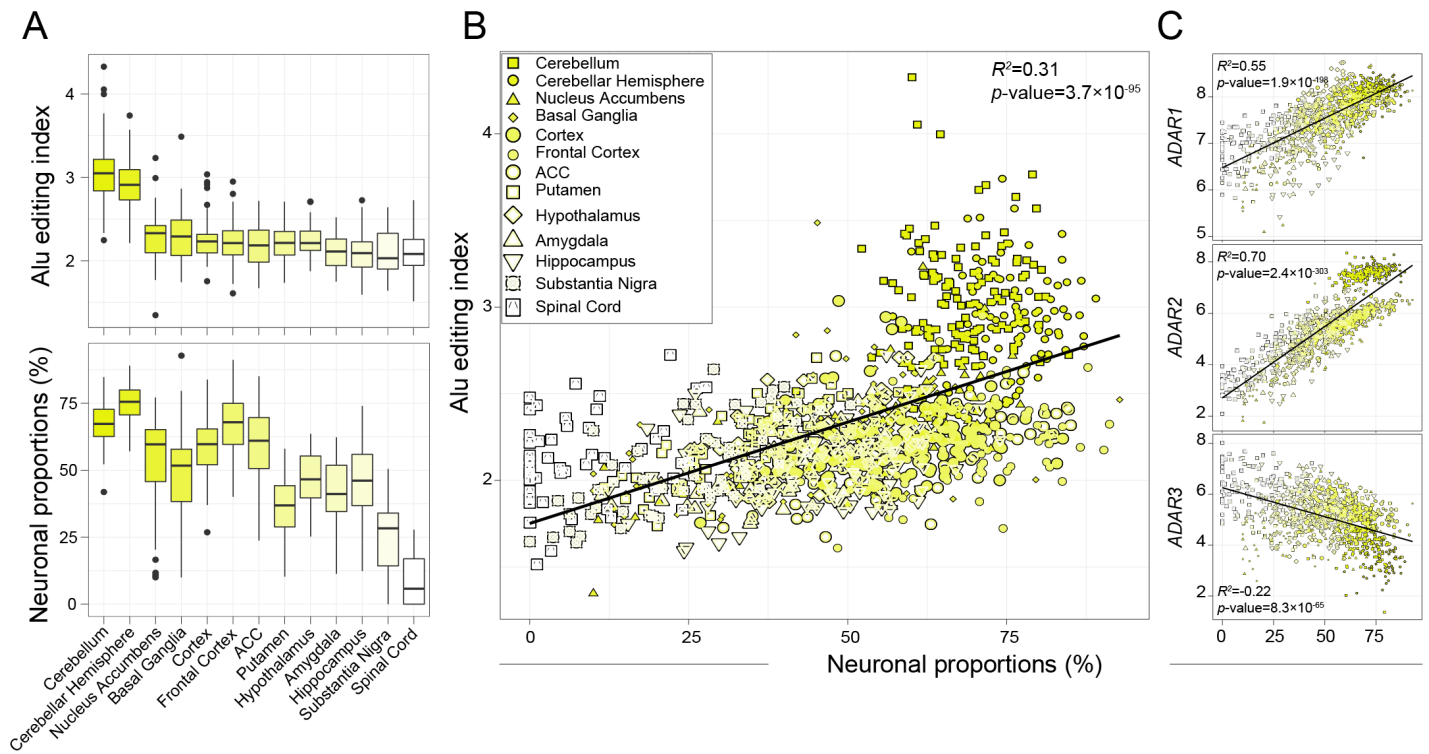 A
Alu editing index
4
3
2
Neuronal proportions (%)
75
50
25
0
Cerebellum
Cerebellar Hemisphere
Nucleus Accumbens
Basal Ganglia
Cortex
Frontal Cortex
ACC
Putamen
Hypothalamus
Amygdala
Hippocampus
Substantia Nigra
Spinal Cord
B
Alu editing index
4
3
2
Cerebellum
Cerebellar Hemisphere
Nucleus Accumbens
Basal Ganglia
Cortex
Frontal Cortex
ACC
Putamen
Hypothalamus
Amygdala
Hippocampus
Substantia Nigra
Spinal Cord
R²=0.31
p-value=3.7×10⁻⁹⁵
0 25 50 75
Neuronal proportions (%)
C
ADAR1
8
7
6
5
R²=0.55
p-value=1.9×10⁻¹⁹⁸
ADAR2
8
6
4
2
R²=0.70
p-value=2.4×10⁻³⁰³
ADAR3
8
6
4
2
R²=-0.22
p-value=8.3×10⁻⁶⁵
0 25 50 75